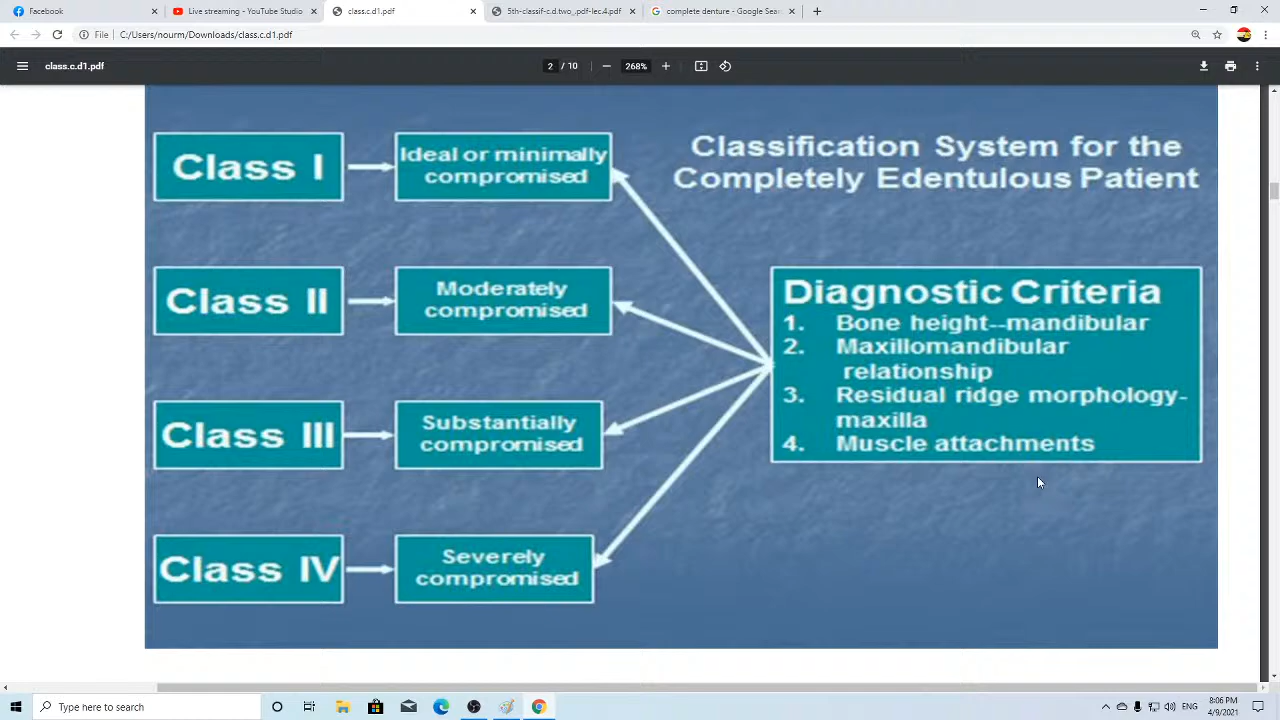 Facebook
Live streaming - YouTube Studio
class.c.d1.pdf
5th-classif-c.d.two_.pdf-lec.4.pdf
complete denture - Google Sear
File
C:/Users/nourm/Downloads/class.c.d1.pdf
class.c.d1.pdf
2 / 10
268%
Classification System for the
Completely Edentulous Patient
Class I
Ideal or minimally
compromised
Class II
Moderately
compromised
Class III
Substantially
compromised
Class IV
Severely
compromised
Diagnostic Criteria
1. Bone height--mandibular
2. Maxillomandibular
relationship
3. Residual ridge morphology-
maxilla
4. Muscle attachments
Type here to search
ENG
8:06 PM
4/9/2021